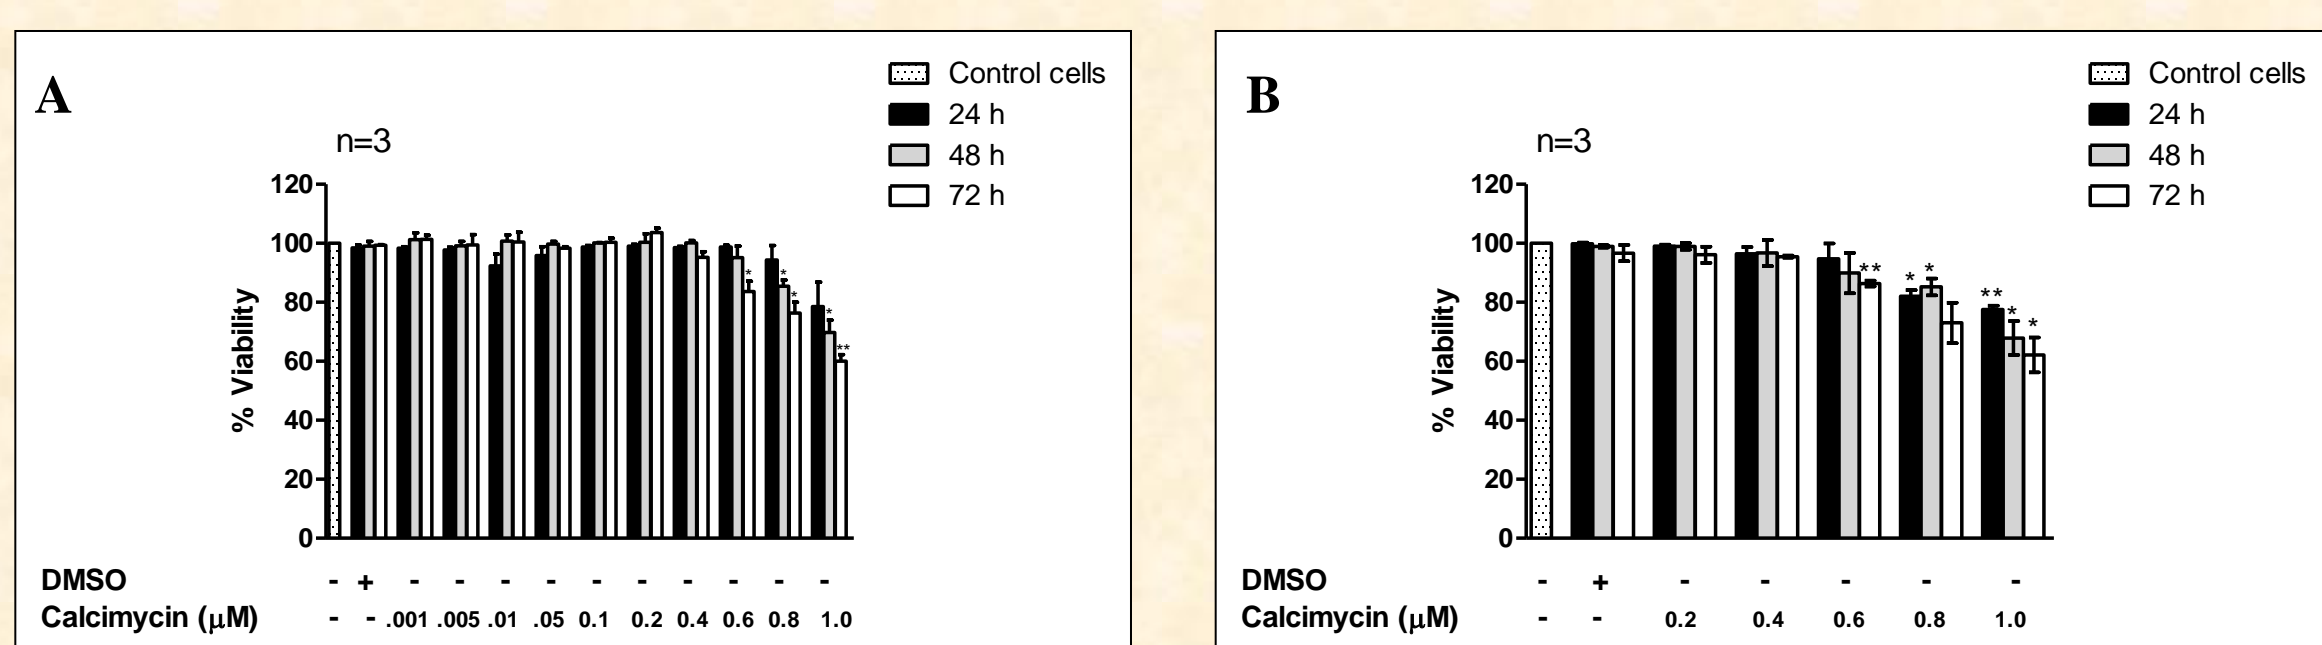 A
n=3
Control cells
24 h
48 h
72 h
% Viability
120
100
80
60
40
20
0
*
*
*
*
**
DMSO - + - - - - - - - - - -
Calcimycin (μM) - - .001 .005 .01 .05 0.1 0.2 0.4 0.6 0.8 1.0
B
n=3
Control cells
24 h
48 h
72 h
% Viability
120
100
80
60
40
20
0
**
*
*
**
*
*
DMSO - + - - - - -
Calcimycin (μM) - - 0.2 0.4 0.6 0.8 1.0